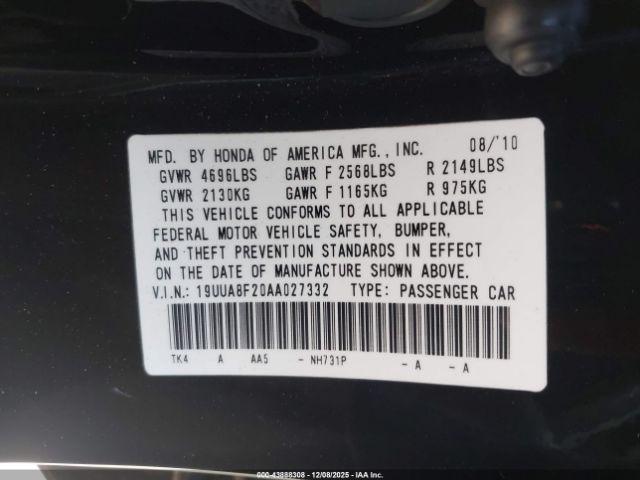 MFD. BY HONDA OF AMERICA MFG., INC. 08/'10
GVWR 4696LBS GAWR F 2568LBS R 2149LBS
GVWR 2130KG GAWR F 1165KG R 975KG
THIS VEHICLE CONFORMS TO ALL APPLICABLE
FEDERAL MOTOR VEHICLE SAFETY, BUMPER,
AND THEFT PREVENTION STANDARDS IN EFFECT
ON THE DATE OF MANUFACTURE SHOWN ABOVE.
V.I.N.: 19UUA8F20AA027332 TYPE: PASSENGER CAR
TK4 A AA5 - NH731P - A - A
000-43888308 - 12/08/2025 - IAA Inc.